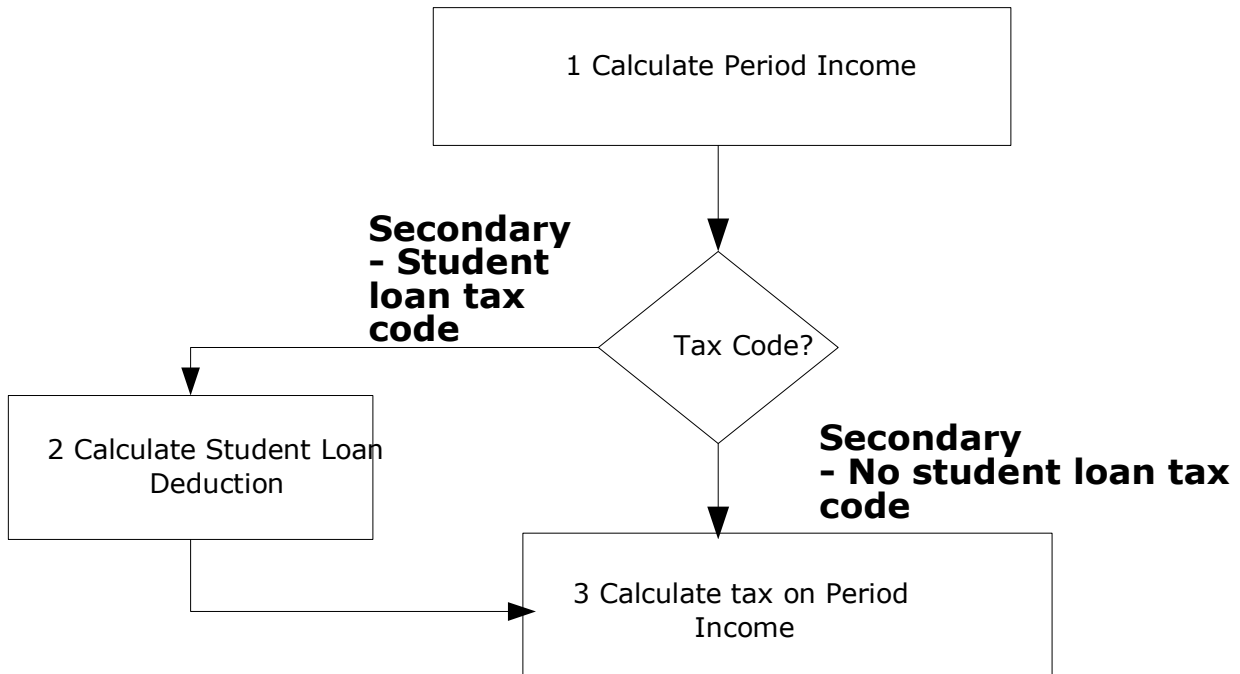 1 Calculate Period Income
Secondary
- Student
loan tax
code
Tax Code?
2 Calculate Student Loan
Deduction
Secondary
- No student loan tax
code
3 Calculate tax on Period
Income